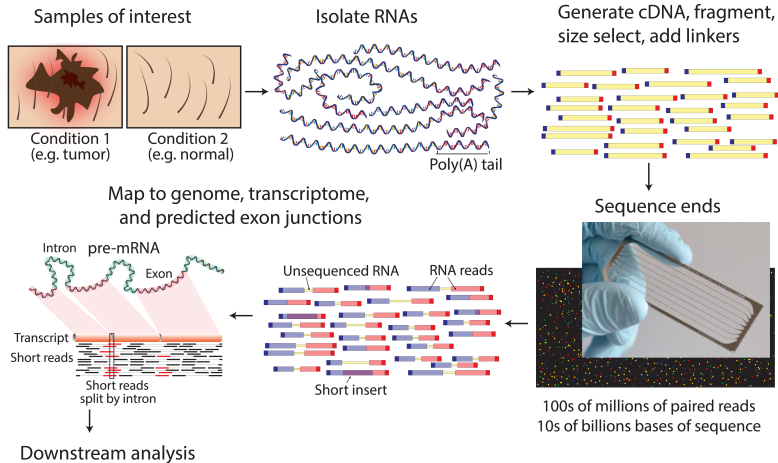 Samples of interest
Condition 1
(e.g. tumor)
Condition 2
(e.g. normal)
Isolate RNAs
Poly(A) tail
Generate cDNA, fragment,
size select, add linkers
Sequence ends
100s of millions of paired reads
10s of billions bases of sequence
Unsequenced RNA
RNA reads
Short insert
Map to genome, transcriptome,
and predicted exon junctions
Intron
pre-mRNA
Exon
Transcript
Short reads
Short reads
split by intron
Downstream analysis